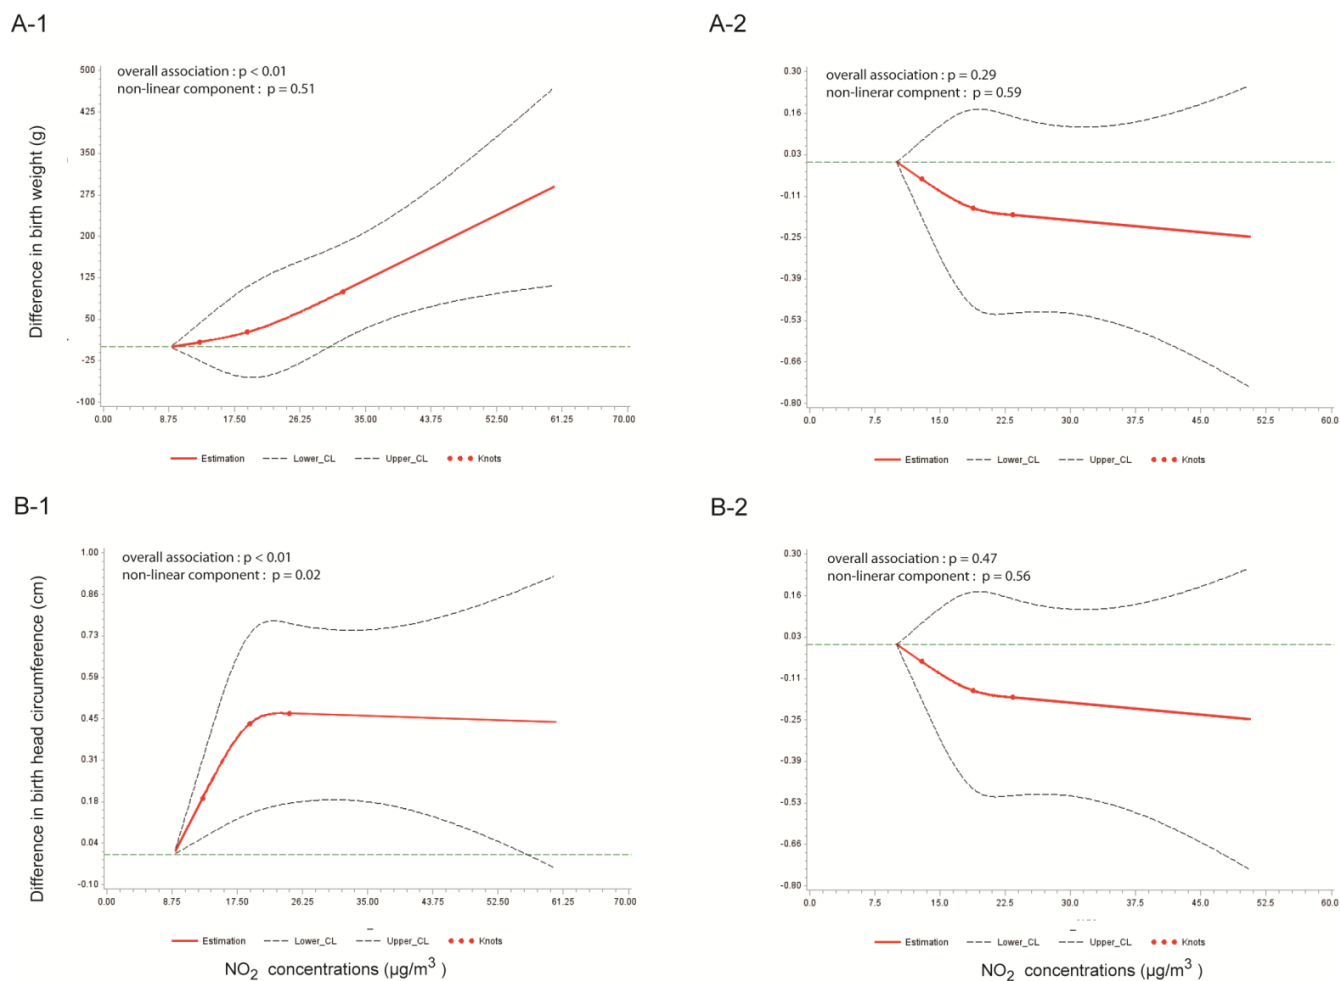 A-1
overall association : p < 0.01
non-linear component : p = 0.51
Difference in birth weight (g)
500
425
350
275
200
125
50
-25
-100
0.00 8.75 17.50 26.25 35.00 43.75 52.50 61.25 70.00
Estimation Lower_CL Upper_CL Knots
A-2
overall association : p = 0.29
non-linerar compnent : p = 0.59
0.30
0.16
0.03
-0.11
-0.25
-0.39
-0.53
-0.66
-0.80
0.0 7.5 15.0 22.5 30.0 37.5 45.0 52.5 60.0
Estimation Lower_CL Upper_CL Knots
B-1
overall association : p < 0.01
non-linear component : p = 0.02
Difference in birth head circumference (cm)
1.00
0.86
0.73
0.59
0.45
0.31
0.18
0.04
-0.10
0.00 8.75 17.50 26.25 35.00 43.75 52.50 61.25 70.00
Estimation Lower_CL Upper_CL Knots
NO2 concentrations (µg/m3 )
B-2
overall association : p = 0.47
non-linerar component : p = 0.56
0.30
0.16
0.03
-0.11
-0.25
-0.39
-0.53
-0.66
-0.80
0.0 7.5 15.0 22.5 30.0 37.5 45.0 52.5 60.0
Estimation Lower_CL Upper_CL Knots
NO2 concentrations (µg/m3 )